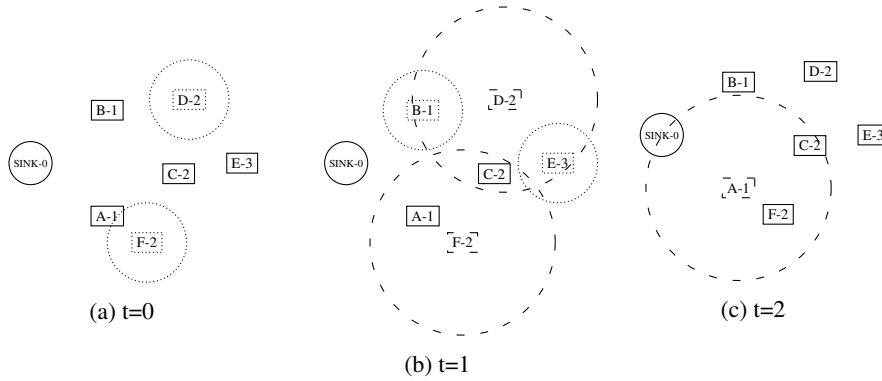 D-2
B-1
SINK-0
C-2
E-3
A-1
F-2
(a) t=0
D-2
B-1
SINK-0
C-2
E-3
A-1
F-2
(b) t=1
D-2
B-1
SINK-0
C-2
E-3
A-1
F-2
(c) t=2